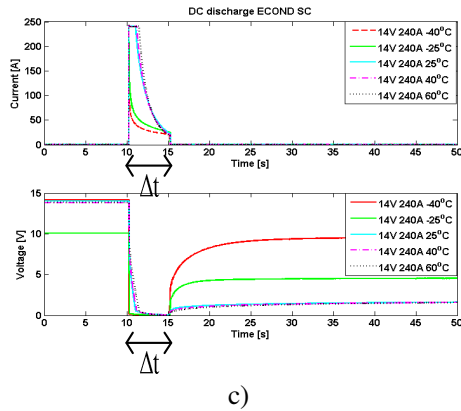 DC discharge ECOND SC
Current [A]
250
200
150
100
50
0
14V 240A -40°C
14V 240A -25°C
14V 240A 25°C
14V 240A 40°C
14V 240A 60°C
0 5 10 15 20 25 30 35 40 45 50
Time [s]
Δt
Voltage [V]
15
10
5
0
14V 240A -40°C
14V 240A -25°C
14V 240A 25°C
14V 240A 40°C
14V 240A 60°C
0 5 10 15 20 25 30 35 40 45 50
Time [s]
Δt
c)